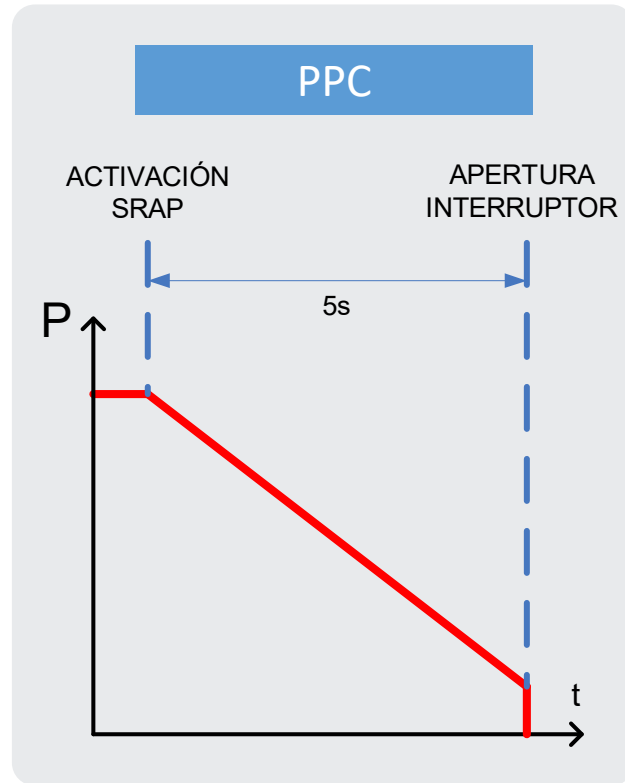 PPC
ACTIVACIÓN
SRAP
APERTURA
INTERRUPTOR
5s
P
t